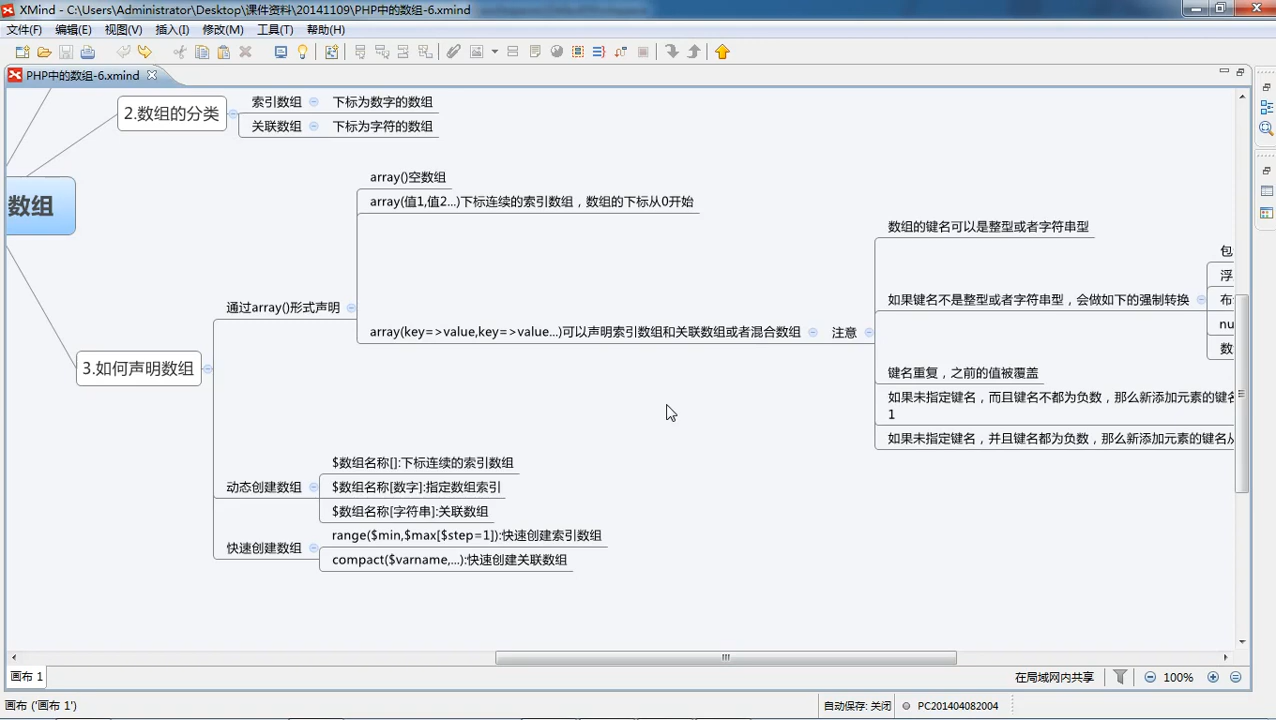 XMind - C:\Users\Administrator\Desktop\课件资料\20141109\PHP中的数组-6.xmind
文件(F) 编辑(E) 视图(V) 插入(I) 修改(M) 工具(T) 帮助(H)
PHP中的数组-6.xmind
2.数组的分类
索引数组 下标为数字的数组
关联数组 下标为字符的数组
数组
array()空数组
array(值1,值2...)下标连续的索引数组，数组的下标从0开始
数组的键名可以是整型或者字符串型
包
浮
如果键名不是整型或者字符串型，会做如下的强制转换
布
nu
数
通过array()形式声明
array(key=>value,key=>value...)可以声明索引数组和关联数组或者混合数组
注意
3.如何声明数组
键名重复，之前的值被覆盖
如果未指定键名，而且键名不都为负数，那么新添加元素的键名
1
如果未指定键名，并且键名都为负数，那么新添加元素的键名从
$数组名称[]:下标连续的索引数组
动态创建数组
$数组名称[数字]:指定数组索引
$数组名称[字符串]:关联数组
range($min,$max[$step=1]):快速创建索引数组
快速创建数组
compact($varname,...):快速创建关联数组
画布 1
在局域网内共享
100%
画布 ('画布 1')
自动保存: 关闭
PC201404082004